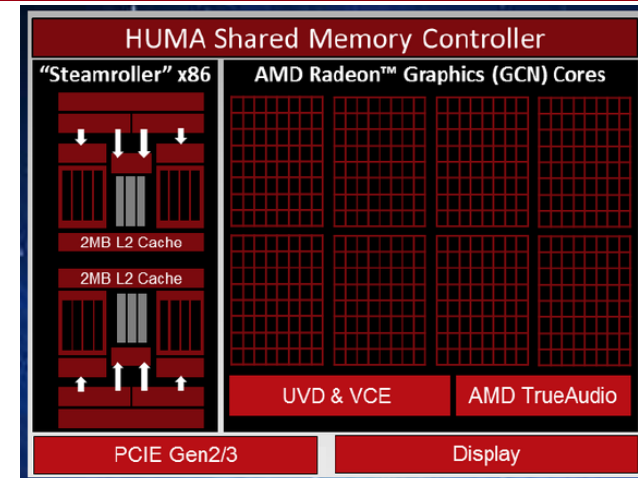 HUMA Shared Memory Controller
“Steamroller” x86
AMD Radeon™ Graphics (GCN) Cores
2MB L2 Cache
2MB L2 Cache
UVD & VCE
AMD TrueAudio
PCIE Gen2/3
Display